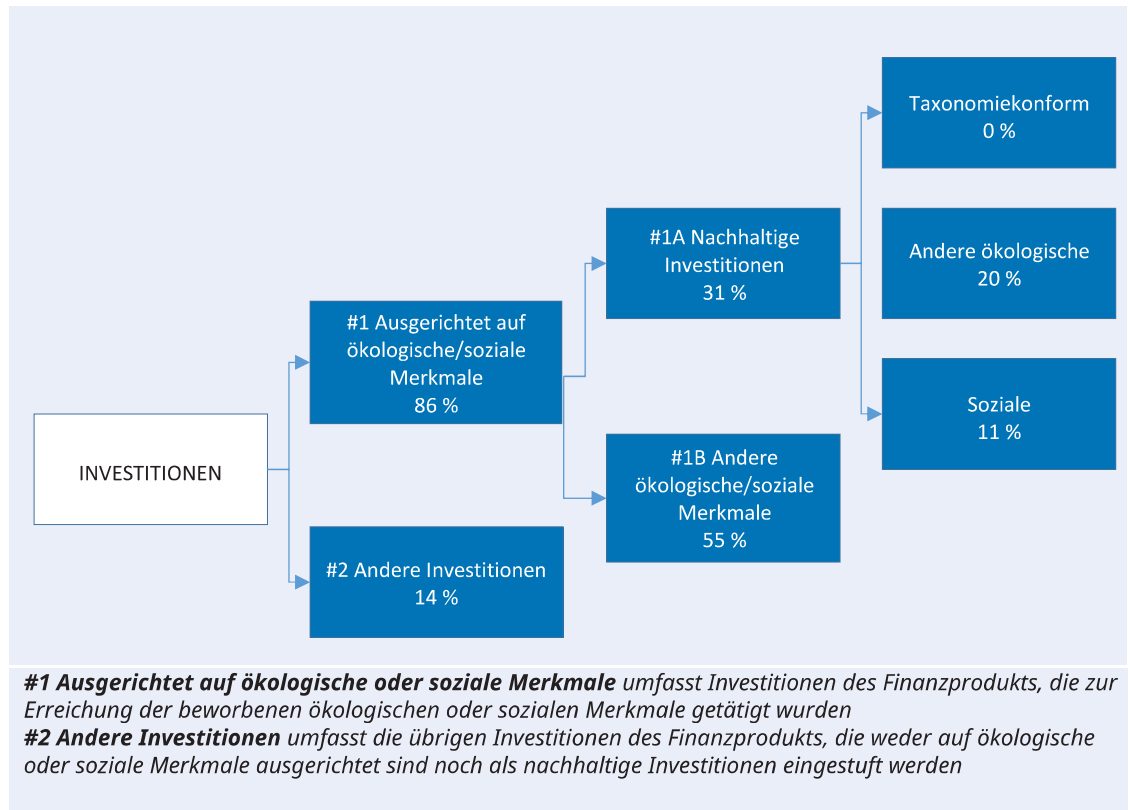 INVESTITIONEN
#1 Ausgerichtet auf
ökologische/soziale
Merkmale
86 %
#2 Andere Investitionen
14 %
#1A Nachhaltige
Investitionen
31 %
#1B Andere
ökologische/soziale
Merkmale
55 %
Taxonomiekonform
0 %
Andere ökologische
20 %
Soziale
11 %
#1 Ausgerichtet auf ökologische oder soziale Merkmale umfasst Investitionen des Finanzprodukts, die zur
Erreichung der beworbenen ökologischen oder sozialen Merkmale getätigt wurden
#2 Andere Investitionen umfasst die übrigen Investitionen des Finanzprodukts, die weder auf ökologische
oder soziale Merkmale ausgerichtet sind noch als nachhaltige Investitionen eingestuft werden